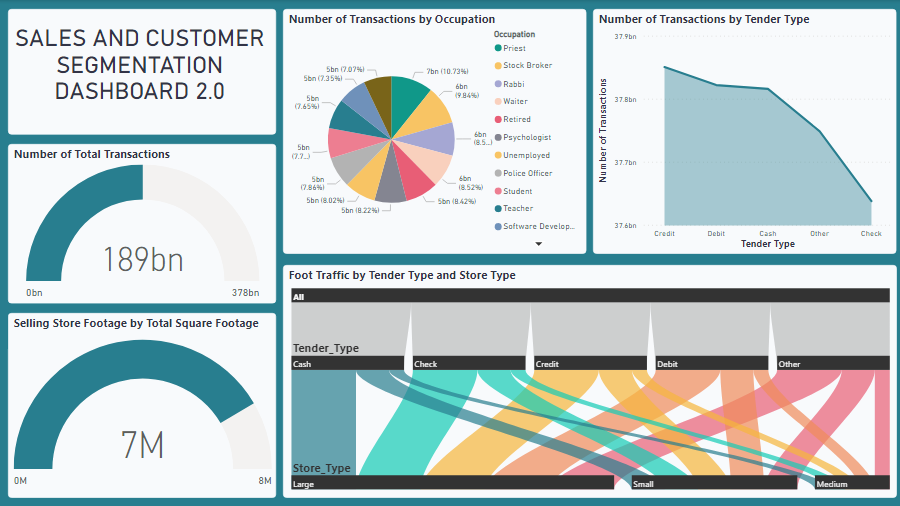 SALES AND CUSTOMER
SEGMENTATION
DASHBOARD 2.0
Number of Total Transactions
189bn
0bn
378bn
Selling Store Footage by Total Square Footage
7M
0M
8M
Number of Transactions by Occupation
5bn (7.07%)
5bn (7.35%)
5bn
(7.65%)
5bn
(7.7...)
5bn
(7.86%)
5bn (8.02%)
5bn (8.22%)
5bn (8.42%)
6bn
(8.52%)
6bn
(8.5...)
6bn
(9.84%)
7bn (10.73%)
Occupation
Priest
Stock Broker
Rabbi
Waiter
Retired
Psychologist
Unemployed
Police Officer
Student
Teacher
Software Develop...
Number of Transactions by Tender Type
Number of Transactions
37.9bn
37.8bn
37.7bn
37.6bn
Credit
Debit
Cash
Other
Check
Tender Type
Foot Traffic by Tender Type and Store Type
All
Tender_Type
Cash
Check
Credit
Debit
Other
Store_Type
Large
Small
Medium